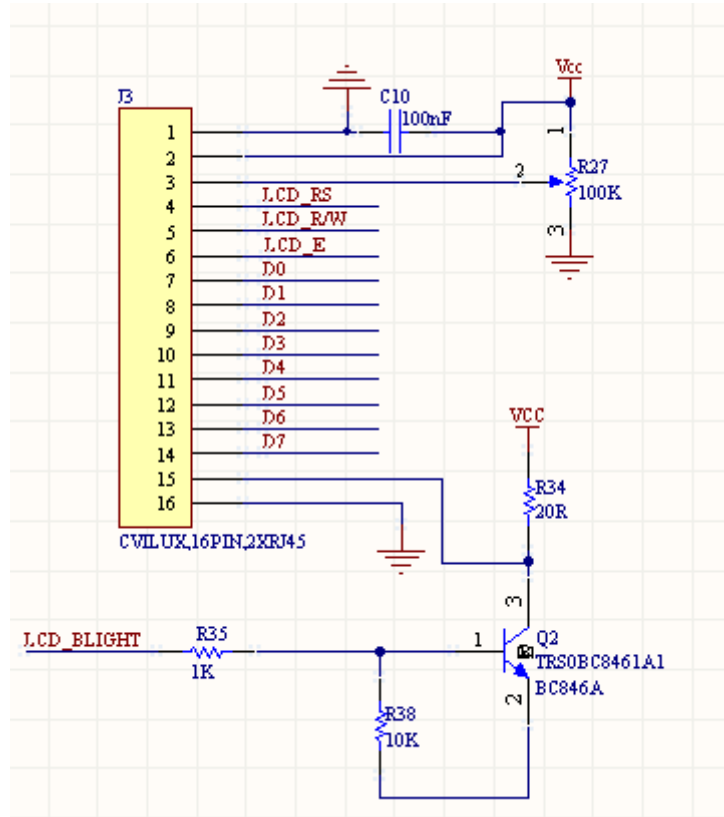 J3
C10
100nF
Vcc
1
2
3
4
5
6
7
8
9
10
11
12
13
14
15
16
LCD_RS
LCD_R/W
LCD_E
D0
D1
D2
D3
D4
D5
D6
D7
1
2
3
R27
100K
CVILUX,16PIN,2XRJ45
VCC
R34
20R
LCD_BLIGHT
R35
1K
1
3
2
Q2
TRS0BC8461A1
BC846A
R38
10K